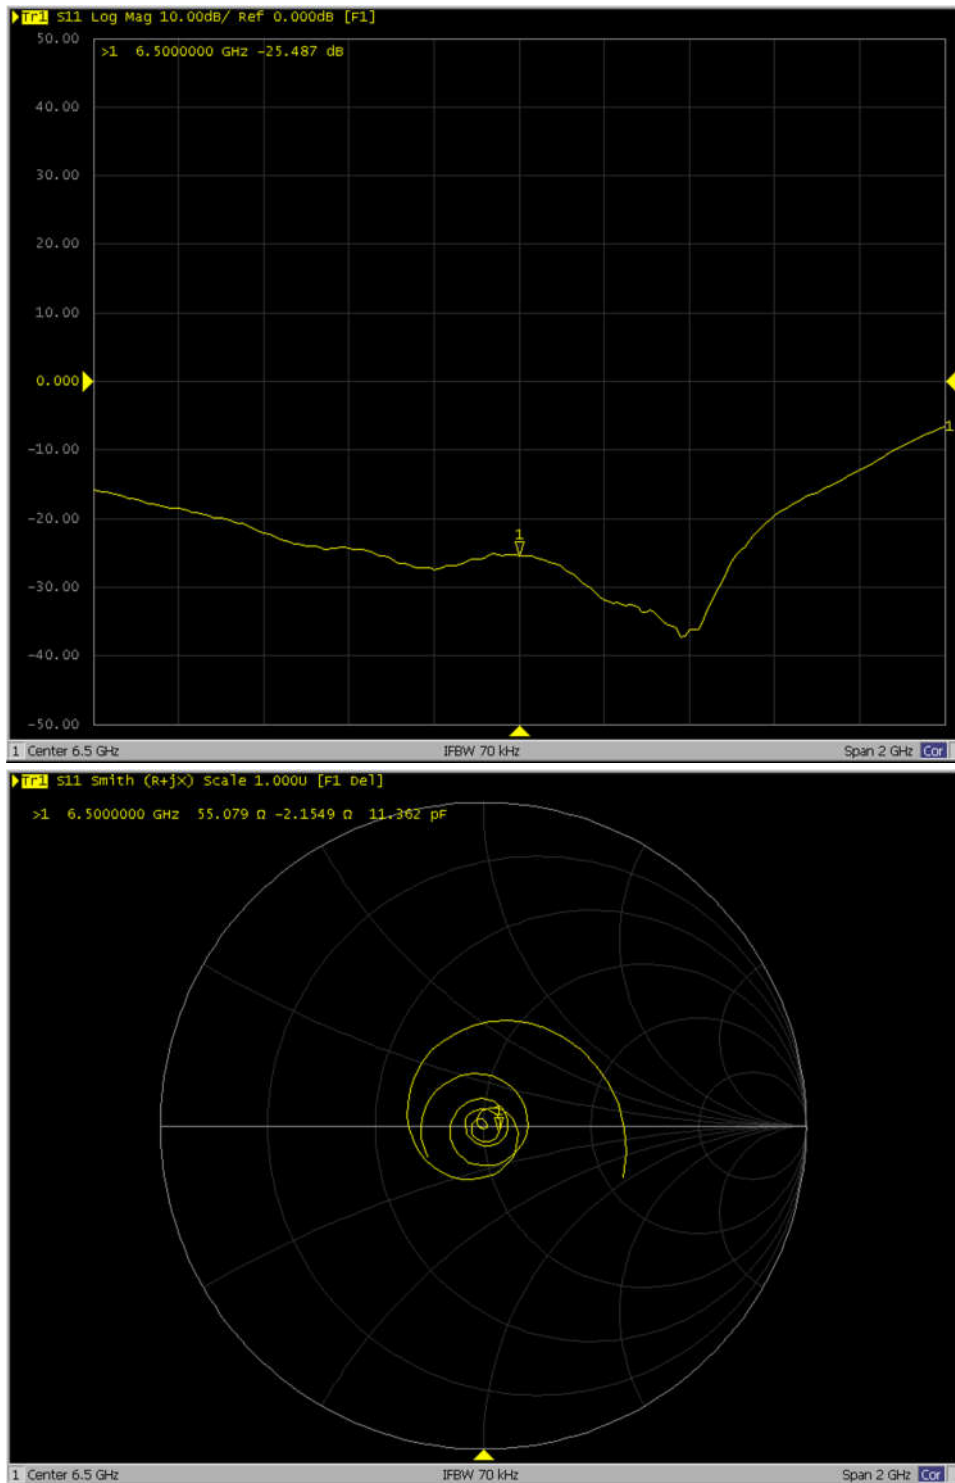 Tr1 S11 Log Mag 10.00dB/ Ref 0.000dB [F1]
50.00
>1 6.5000000 GHz -25.487 dB
40.00
30.00
20.00
10.00
0.000
-10.00
1
-20.00
1
-30.00
-40.00
-50.00
1 Center 6.5 GHz IFBW 70 kHz Span 2 GHz Cor
Tr1 S11 Smith (R+jX) Scale 1.000U [F1 Del]
>1 6.5000000 GHz 55.079 Ω -2.1549 Ω 11.362 pF
1
1 Center 6.5 GHz IFBW 70 kHz Span 2 GHz Cor